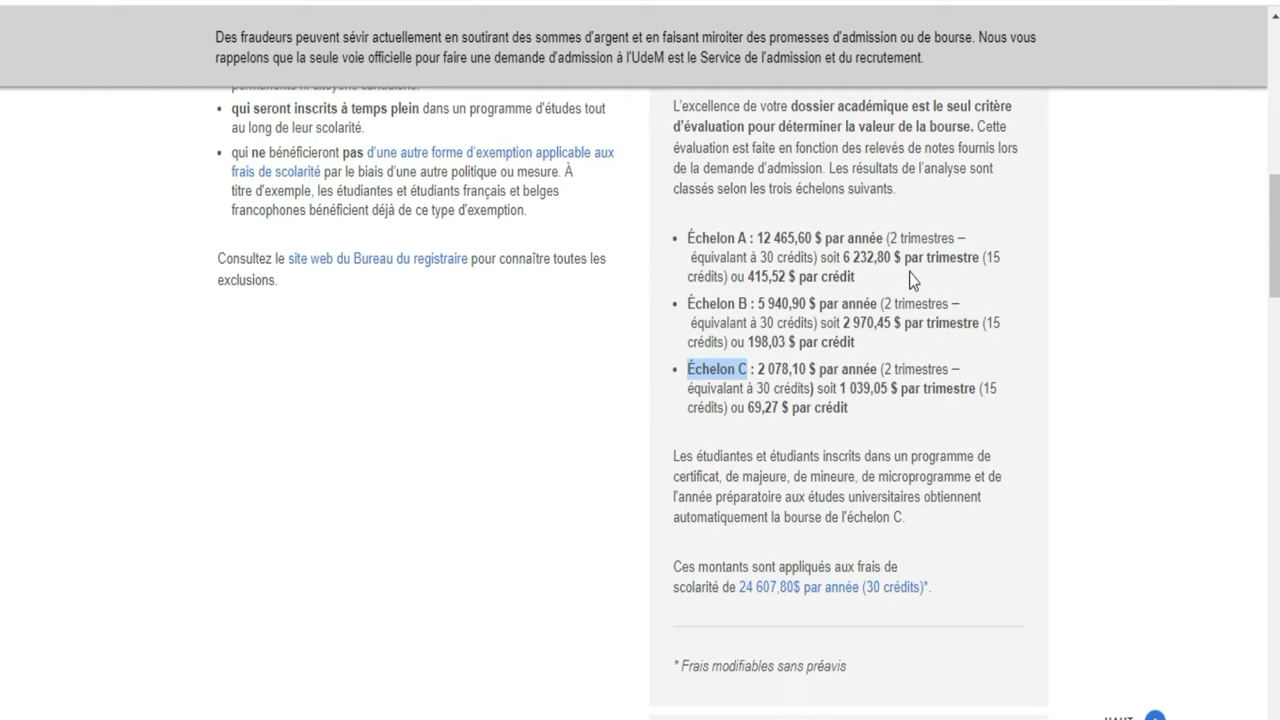 Des fraudeurs peuvent sévir actuellement en soutirant des sommes d'argent et en faisant miroiter des promesses d'admission ou de bourse. Nous vous
rappelons que la seule voie officielle pour faire une demande d'admission à l'UdeM est le Service de l'admission et du recrutement.
permanents ni citoyens canadiens.
• qui seront inscrits à temps plein dans un programme d'études tout
au long de leur scolarité.
• qui ne bénéficieront pas d'une autre forme d'exemption applicable aux
frais de scolarité par le biais d'une autre politique ou mesure. À
titre d'exemple, les étudiantes et étudiants français et belges
francophones bénéficient déjà de ce type d'exemption.
Consultez le site web du Bureau du registraire pour connaître toutes les
exclusions.
L'excellence de votre dossier académique est le seul critère
d'évaluation pour déterminer la valeur de la bourse. Cette
évaluation est faite en fonction des relevés de notes fournis lors
de la demande d'admission. Les résultats de l'analyse sont
classés selon les trois échelons suivants.
• Échelon A : 12 465,60 $ par année (2 trimestres –
équivalant à 30 crédits) soit 6 232,80 $ par trimestre (15
crédits) ou 415,52 $ par crédit
• Échelon B : 5 940,90 $ par année (2 trimestres –
équivalant à 30 crédits) soit 2 970,45 $ par trimestre (15
crédits) ou 198,03 $ par crédit
• Échelon C : 2 078,10 $ par année (2 trimestres –
équivalant à 30 crédits) soit 1 039,05 $ par trimestre (15
crédits) ou 69,27 $ par crédit
Les étudiantes et étudiants inscrits dans un programme de
certificat, de majeure, de mineure, de microprogramme et de
l'année préparatoire aux études universitaires obtiennent
automatiquement la bourse de l'échelon C.
Ces montants sont appliqués aux frais de
scolarité de 24 607,80$ par année (30 crédits)*.
* Frais modifiables sans préavis
HAUT